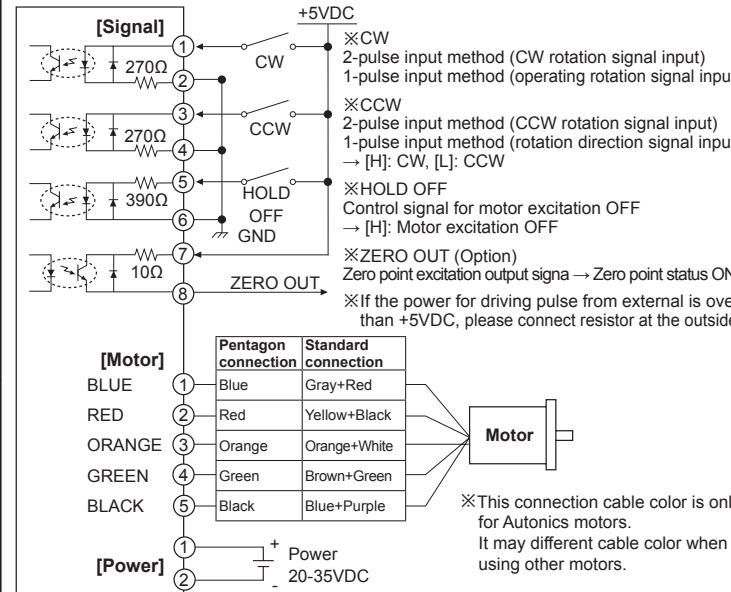 +5VDC
[Signal]
1
CW
270Ω
2
3
CCW
270Ω
4
5
HOLD
OFF
390Ω
6
GND
7
10Ω
8
ZERO OUT
※CW
2-pulse input method (CW rotation signal input)
1-pulse input method (operating rotation signal inpu
※CCW
2-pulse input method (CCW rotation signal input)
1-pulse input method (rotation direction signal inpu
→ [H]: CW, [L]: CCW
※HOLD OFF
Control signal for motor excitation OFF
→ [H]: Motor excitation OFF
※ZERO OUT (Option)
Zero point excitation output signa → Zero point status ON
※If the power for driving pulse from external is ove
than +5VDC, please connect resistor at the outside
[Motor]
Pentagon connection Standard connection
BLUE 1 Blue Gray+Red
RED 2 Red Yellow+Black
ORANGE 3 Orange Orange+White
GREEN 4 Green Brown+Green
BLACK 5 Black Blue+Purple
Motor
※This connection cable color is onl
for Autonics motors.
It may different cable color when
using other motors.
[Power]
1
+
Power
20-35VDC
2
-